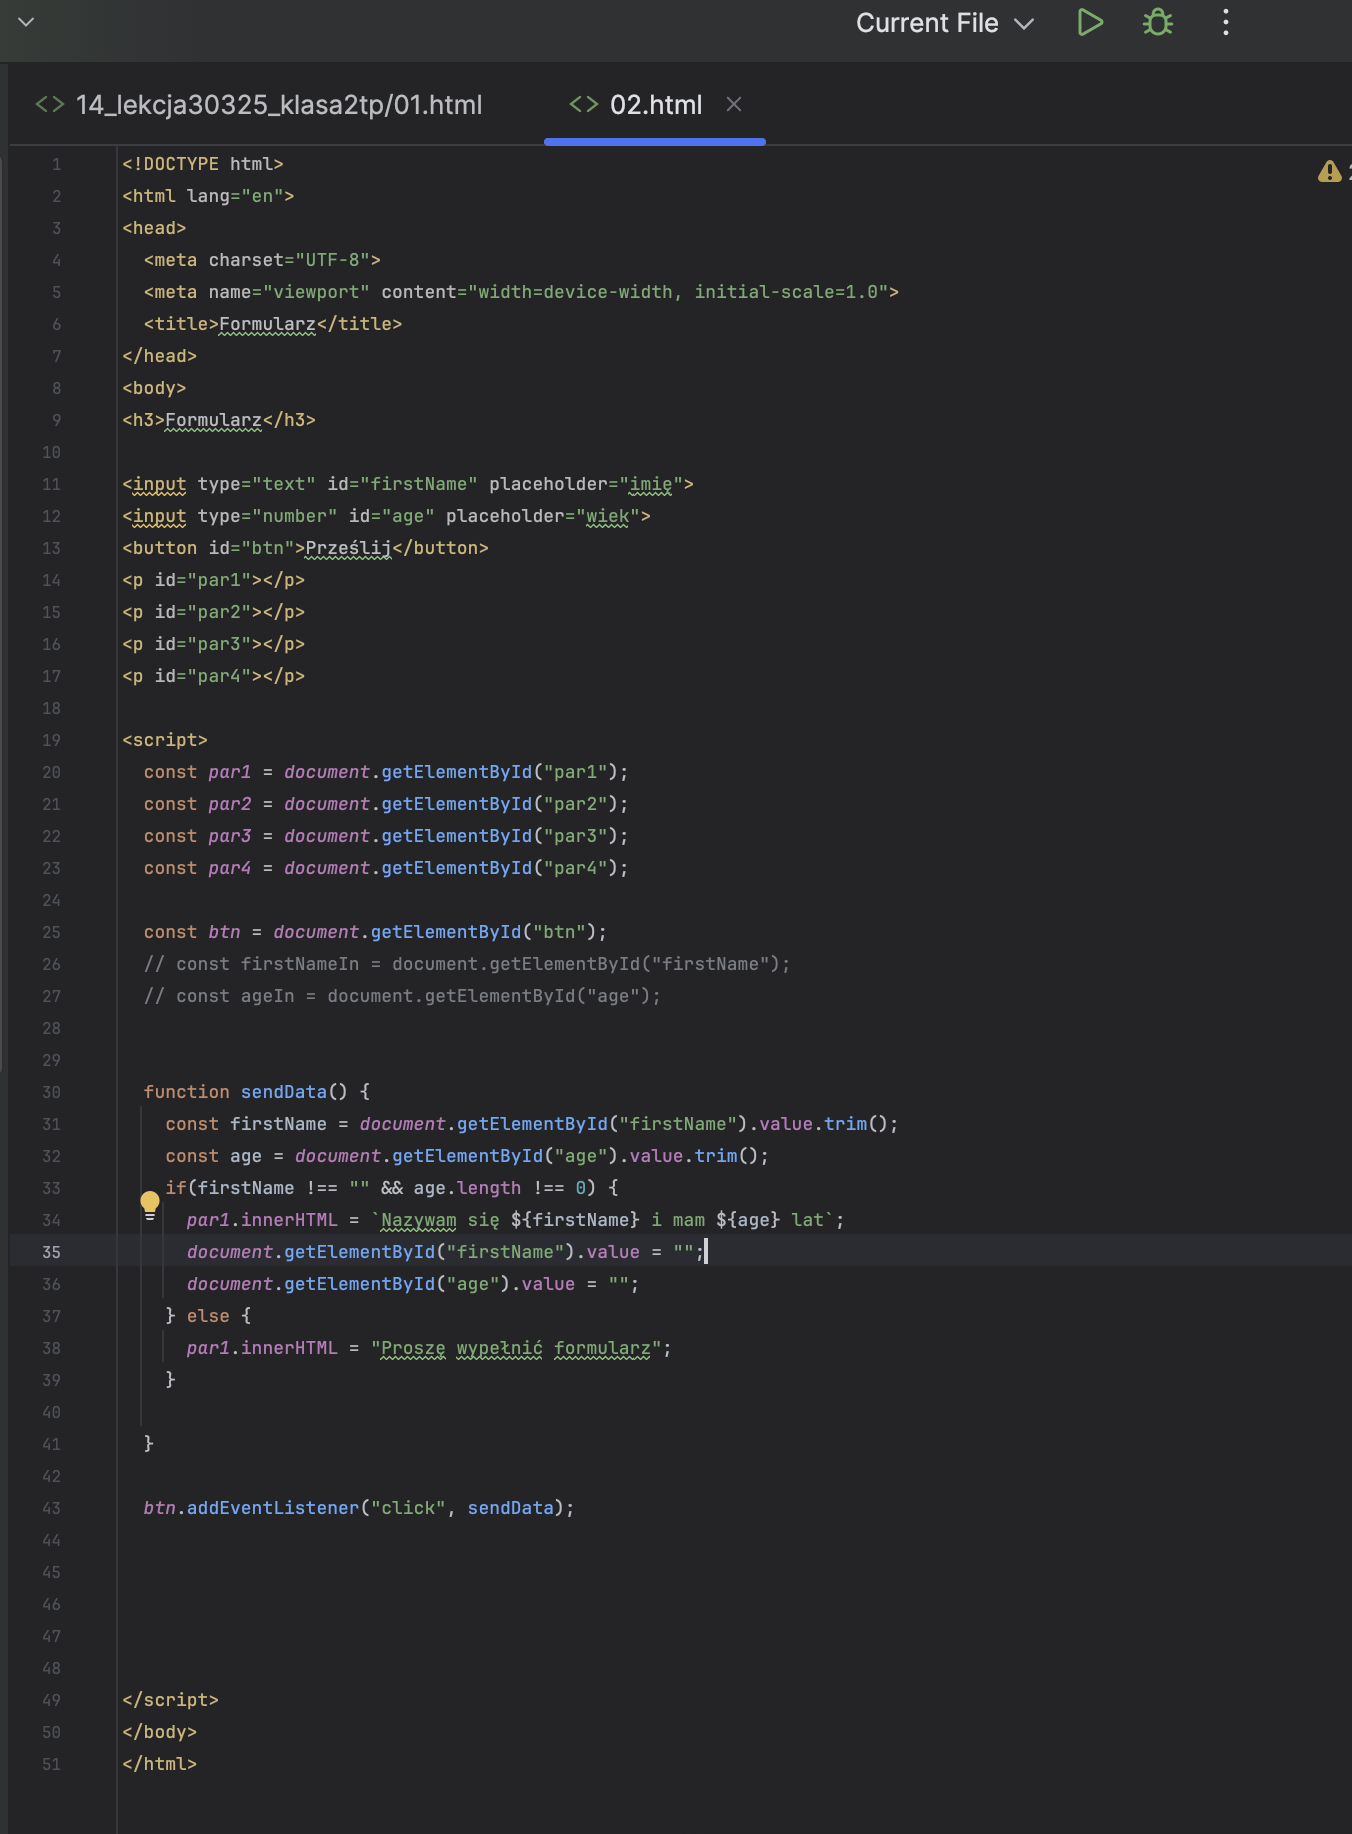 Current File
14_lekcja30325_klasa2tp/01.html
02.html
1 <!DOCTYPE html>
2 <html lang="en">
3 <head>
4 <meta charset="UTF-8">
5 <meta name="viewport" content="width=device-width, initial-scale=1.0">
6 <title>Formularz</title>
7 </head>
8 <body>
9 <h3>Formularz</h3>
10
11 <input type="text" id="firstName" placeholder="imię">
12 <input type="number" id="age" placeholder="wiek">
13 <button id="btn">Prześlij</button>
14 <p id="par1"></p>
15 <p id="par2"></p>
16 <p id="par3"></p>
17 <p id="par4"></p>
18
19 <script>
20 const par1 = document.getElementById("par1");
21 const par2 = document.getElementById("par2");
22 const par3 = document.getElementById("par3");
23 const par4 = document.getElementById("par4");
24
25 const btn = document.getElementById("btn");
26 // const firstNameIn = document.getElementById("firstName");
27 // const ageIn = document.getElementById("age");
28
29
30 function sendData() {
31 const firstName = document.getElementById("firstName").value.trim();
32 const age = document.getElementById("age").value.trim();
33 if(firstName !== "" && age.length !== 0) {
34 par1.innerHTML = `Nazywam się ${firstName} i mam ${age} lat`;
35 document.getElementById("firstName").value = "";
36 document.getElementById("age").value = "";
37 } else {
38 par1.innerHTML = "Proszę wypełnić formularz";
39 }
40
41 }
42
43 btn.addEventListener("click", sendData);
44
45
46
47
48
49 </script>
50 </body>
51 </html>